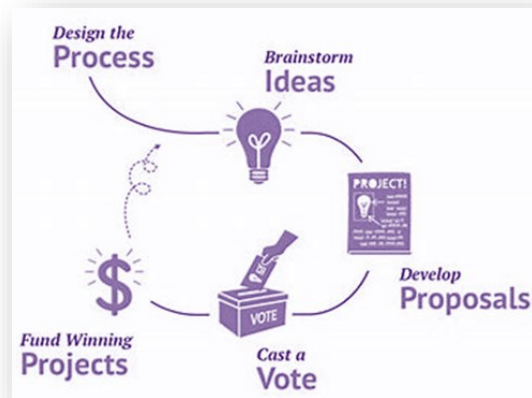 Design the
Process
Brainstorm
Ideas
PROJECT!
Develop
Proposals
VOTE
Cast a
Vote
Fund Winning
Projects
$